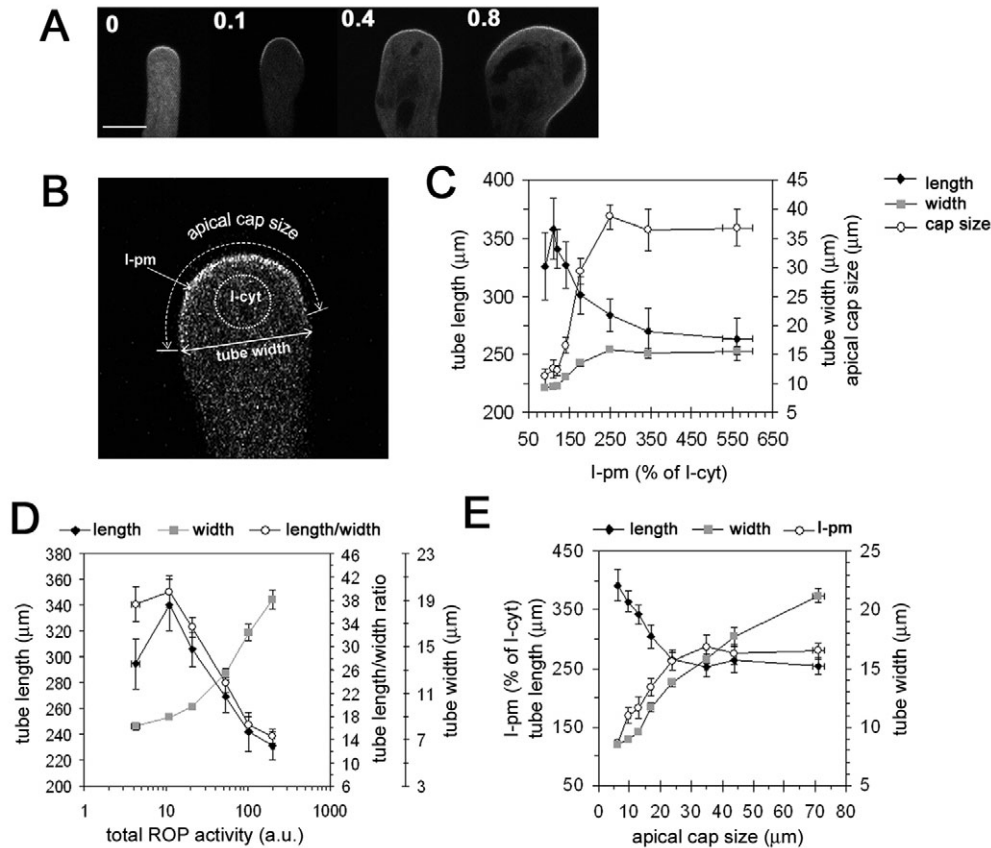 A
0
0.1
0.4
0.8
B
apical cap size
I-pm
I-cyt
tube width
C
length
width
cap size
400
350
300
250
200
tube length (μm)
45
40
35
30
25
20
15
10
5
tube width (μm)
apical cap size (μm)
50 150 250 350 450 550 650
I-pm (% of I-cyt)
D
length width length/width
380
360
340
320
300
280
260
240
220
200
tube length (μm)
46
42
38
34
30
26
22
18
14
10
6
tube length/width ratio
23
19
15
11
7
3
tube width (μm)
1 10 100 1000
total ROP activity (a.u.)
E
length width I-pm
450
350
250
150
50
I-pm (% of I-cyt)
tube length (μm)
25
20
15
10
5
tube width (μm)
0 10 20 30 40 50 60 70 80
apical cap size (μm)